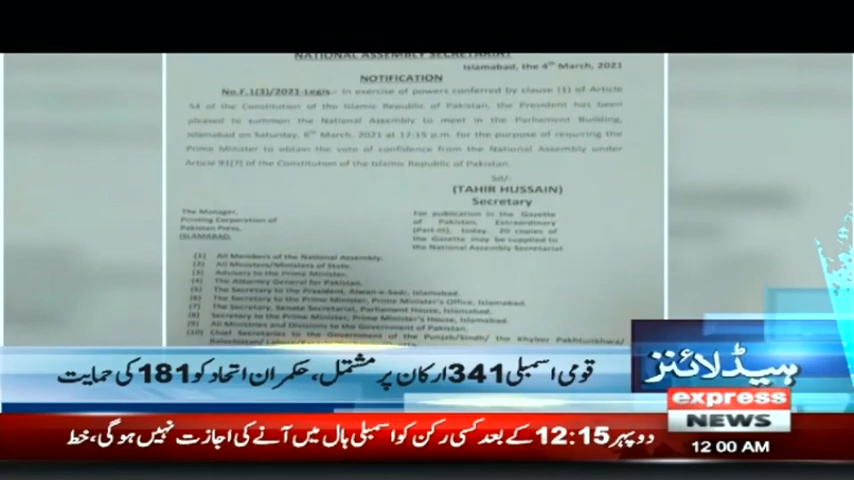 NATIONAL ASSEMBLY SECRETARIAT
Islamabad, the 4th March, 2021
NOTIFICATION
No.F.1(3)/2021-Legis.- In exercise of powers conferred by clause (1) of Article
54 of the Constitution of the Islamic Republic of Pakistan, the President has been
pleased to summon the National Assembly to meet in the Parliament Building,
Islamabad on Saturday, 6th March, 2021 at 12:15 p.m. for the purpose of requiring the
Prime Minister to obtain the vote of confidence from the National Assembly under
Article 91(7) of the Constitution of the Islamic Republic of Pakistan.
Sd/-
(TAHIR HUSSAIN)
Secretary
The Manager,
Printing Corporation of
Pakistan Press,
ISLAMABAD.
For publication in the Gazette
of Pakistan, Extraordinary
(Part-III), today. 20 copies of
the Gazette may be supplied to
the National Assembly Secretariat.
(1) All Members of the National Assembly.
(2) All Ministers/Ministers of State.
(3) Advisers to the Prime Minister.
(4) The Attorney General for Pakistan.
(5) The Secretary to the President, Aiwan-e-Sadr, Islamabad.
(6) The Secretary to the Prime Minister, Prime Minister's Office, Islamabad.
(7) The Secretary, Senate Secretariat, Parliament House, Islamabad.
(8) Secretary to the Prime Minister, Prime Minister's House, Islamabad.
(9) All Ministries and Divisions to the Government of Pakistan.
(10) Chief Secretaries to the Government of the Punjab/Sindh/ the Khyber Pakhtunkhwa/
قومی اسمبلی 341 ارکان پر مشتمل، حکمران اتحاد کو 181 کی حمایت
ہیڈلائنز
express
NEWS
12:00 AM
دوپہر 12:15 کے بعد کسی رکن کو اسمبلی ہال میں آنے کی اجازت نہیں ہوگی، خط